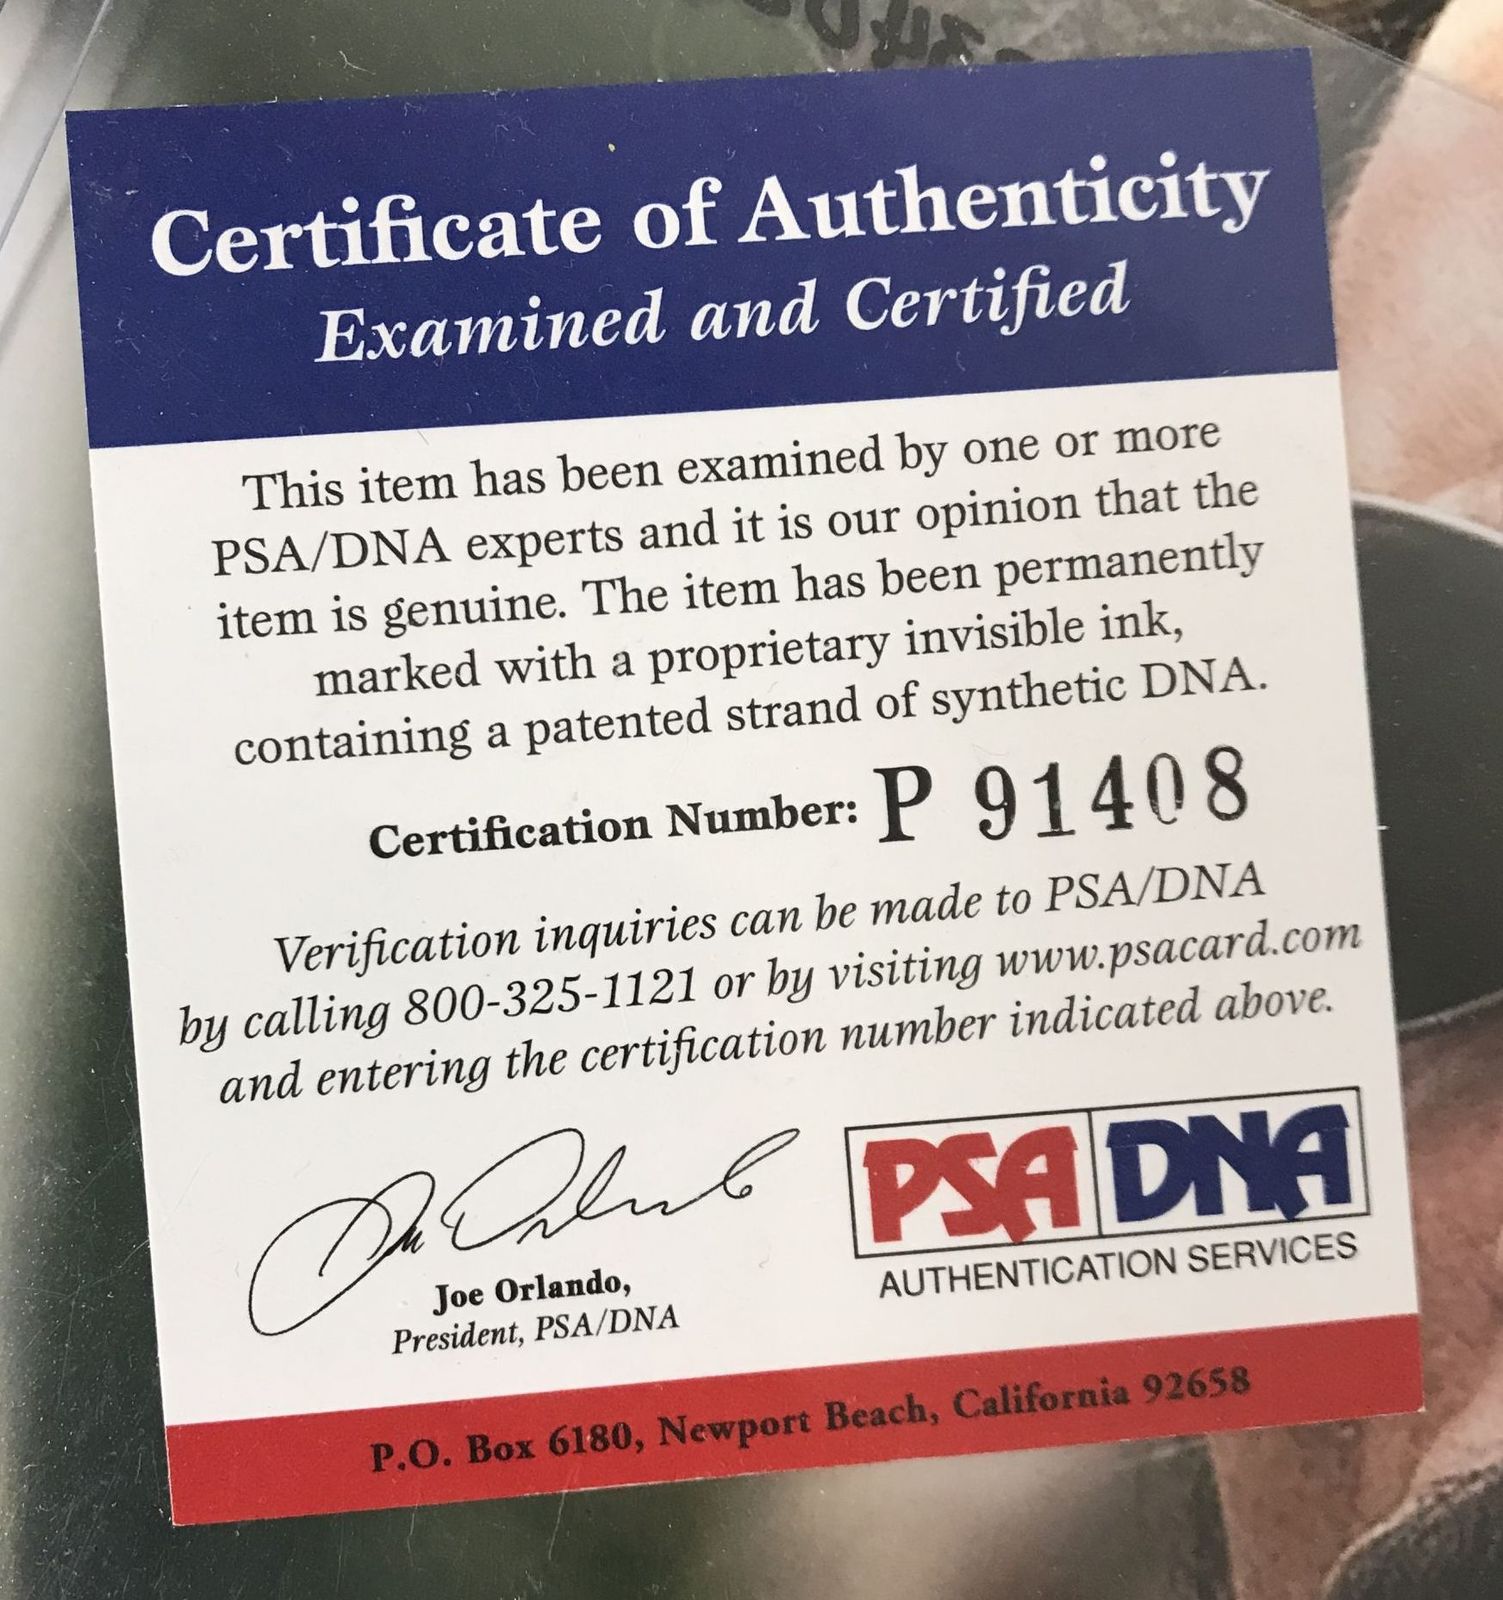 Certificate of Authenticity
Examined and Certified
This item has been examined by one or more
PSA/DNA experts and it is our opinion that the
item is genuine. The item has been permanently
marked with a proprietary invisible ink,
containing a patented strand of synthetic DNA.
Certification Number: P 91408
Verification inquiries can be made to PSA/DNA
by calling 800-325-1121 or by visiting www.psacard.com
and entering the certification number indicated above.
Joe Orlando,
President, PSA/DNA
PSA DNA
AUTHENTICATION SERVICES
P.O. Box 6180, Newport Beach, California 92658